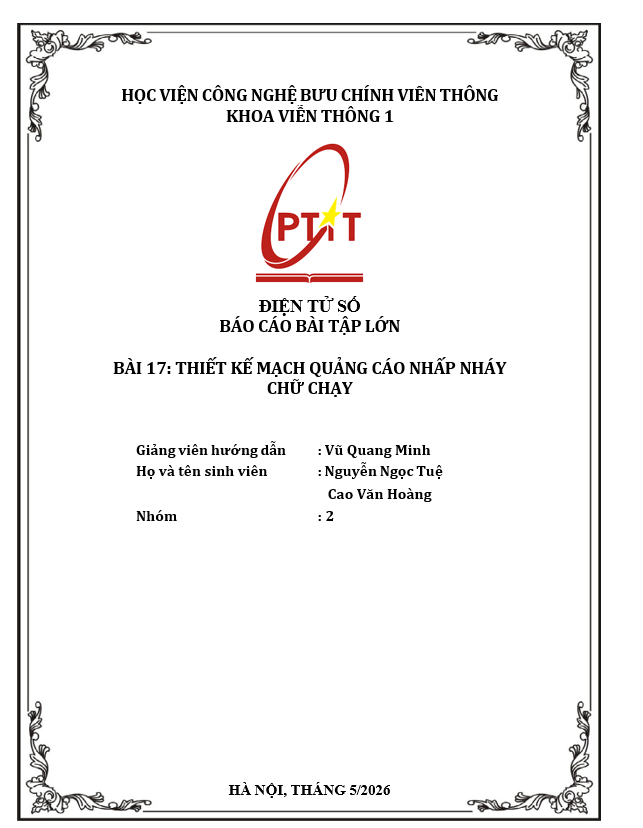 HỌC VIỆN CÔNG NGHỆ BƯU CHÍNH VIỄN THÔNG
KHOA VIỄN THÔNG 1
PTIT
ĐIỆN TỬ SỐ
BÁO CÁO BÀI TẬP LỚN
BÀI 17: THIẾT KẾ MẠCH QUẢNG CÁO NHẤP NHÁY
CHỮ CHẠY
Giảng viên hướng dẫn : Vũ Quang Minh
Họ và tên sinh viên : Nguyễn Ngọc Tuệ
Cao Văn Hoàng
Nhóm : 2
HÀ NỘI, THÁNG 5/2026